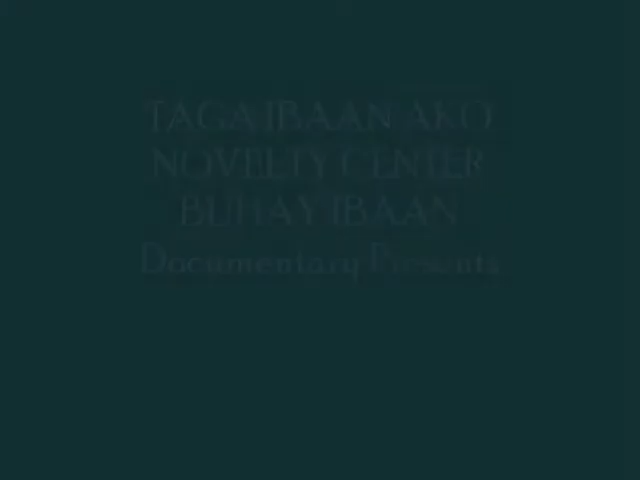 TAGA IBAAN AKO
NOVELTY CENTER
BUHAY IBAAN
Documentary Presents